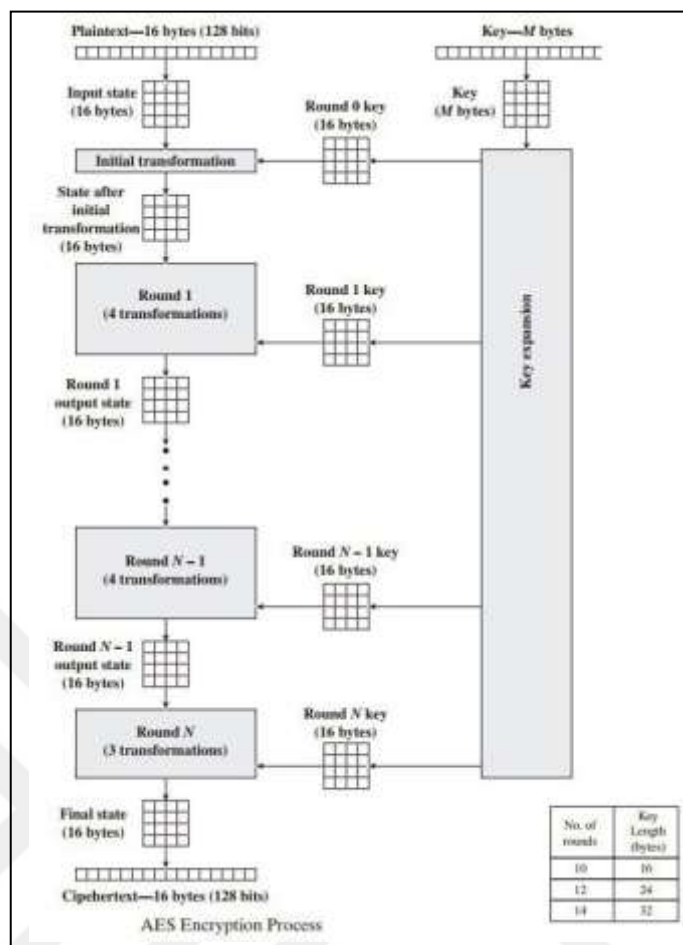 Plaintext—16 bytes (128 bits)
Key—M bytes
Input state
(16 bytes)
Round 0 key
(16 bytes)
Key
(M bytes)
Initial transformation
State after
initial
transformation
(16 bytes)
Round 1
(4 transformations)
Round 1 key
(16 bytes)
Key expansion
Round 1
output state
(16 bytes)
Round N – 1
(4 transformations)
Round N – 1 key
(16 bytes)
Round N – 1
output state
(16 bytes)
Round N
(3 transformations)
Round N key
(16 bytes)
Final state
(16 bytes)
No. of
rounds
Key
Length
(bytes)
10 16
12 24
14 32
Cipehertext—16 bytes (128 bits)
AES Encryption Process